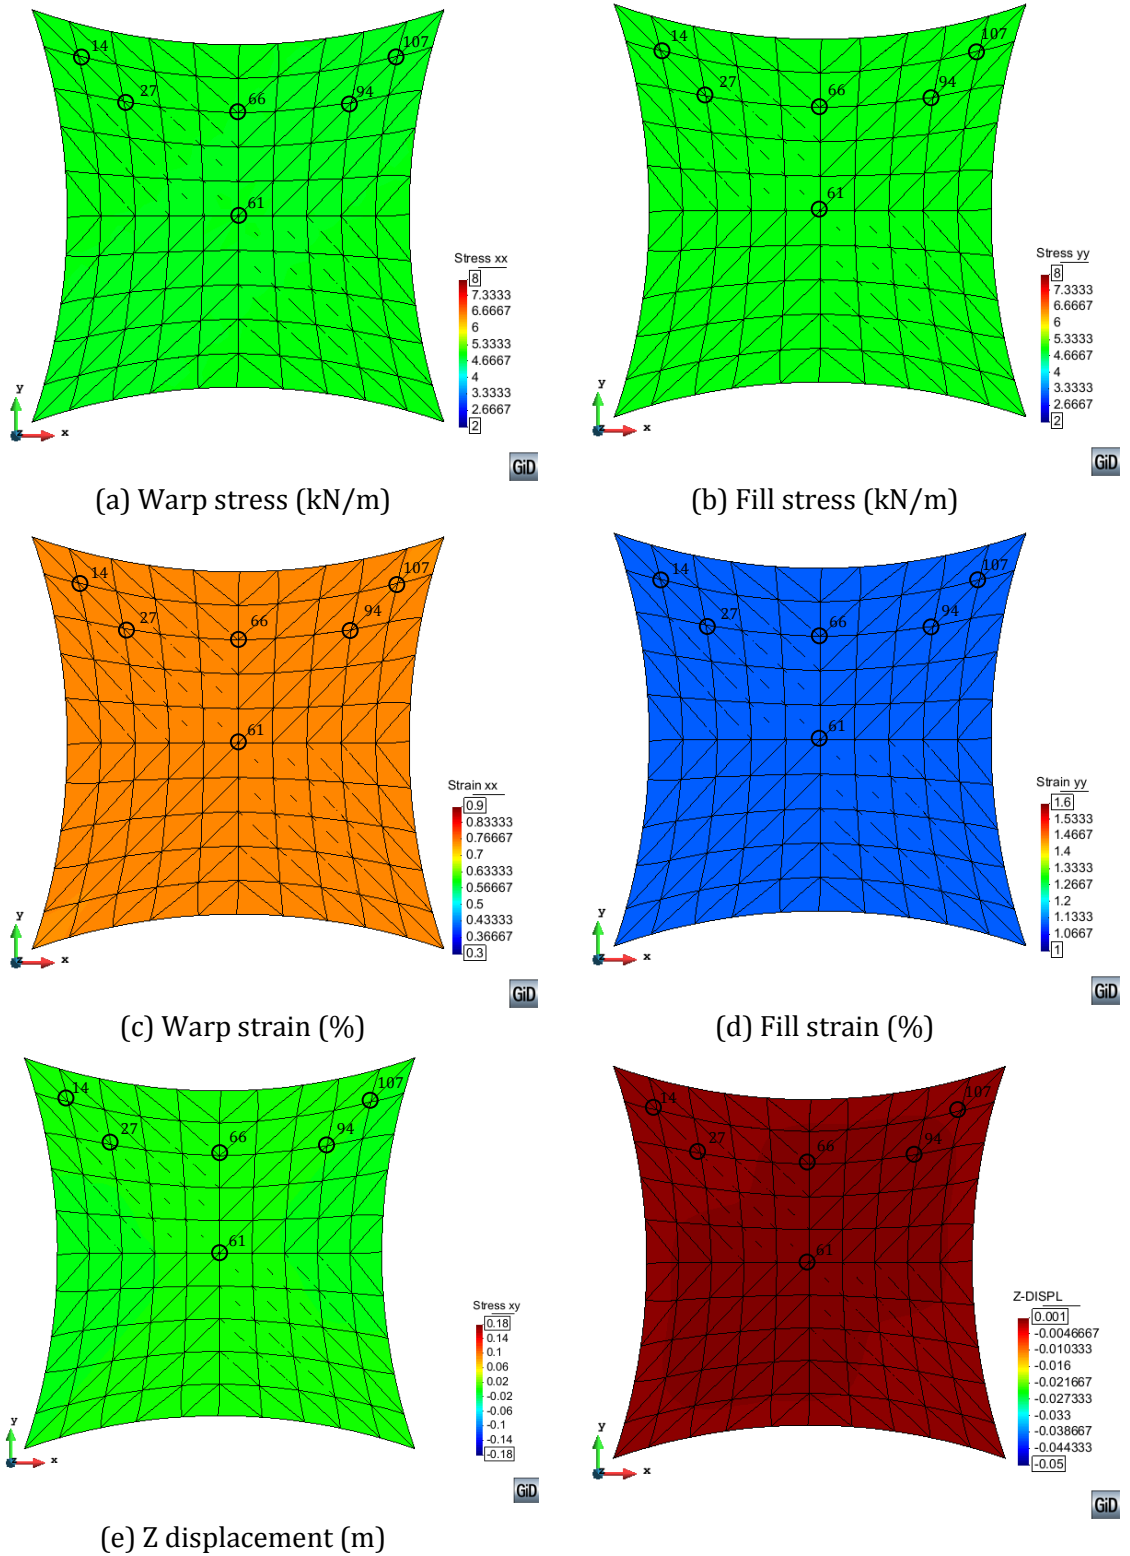 14
107
27
66
94
61
Stress xx
8
7.3333
6.6667
6
5.3333
4.6667
4
3.3333
2.6667
2
y
z
x
GiD
(a) Warp stress (kN/m)
14
107
27
66
94
61
Stress yy
8
7.3333
6.6667
6
5.3333
4.6667
4
3.3333
2.6667
2
y
z
x
GiD
(b) Fill stress (kN/m)
14
107
27
66
94
61
Strain xx
0.9
0.83333
0.76667
0.7
0.63333
0.56667
0.5
0.43333
0.36667
0.3
y
z
x
GiD
(c) Warp strain (%)
14
107
27
66
94
61
Strain yy
1.6
1.5333
1.4667
1.4
1.3333
1.2667
1.2
1.1333
1.0667
1
y
z
x
GiD
(d) Fill strain (%)
14
107
27
66
94
61
Stress xy
0.18
0.14
0.1
0.06
0.02
-0.02
-0.06
-0.1
-0.14
-0.18
y
z
x
GiD
(e) Z displacement (m)
14
107
27
66
94
61
Z-DISPL
0.001
-0.0046667
-0.010333
-0.016
-0.021667
-0.027333
-0.033
-0.038667
-0.044333
-0.05
y
z
x
GiD